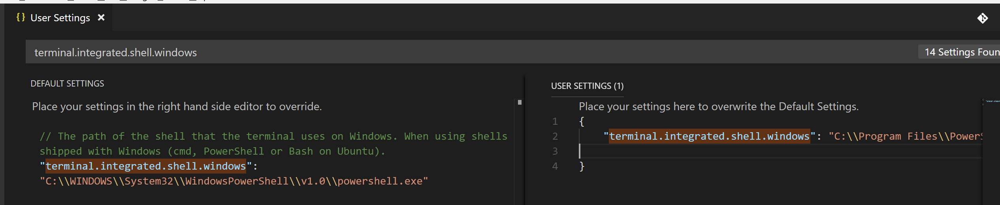 {} User Settings ×
terminal.integrated.shell.windows
14 Settings Foun
DEFAULT SETTINGS
Place your settings in the right hand side editor to override.
// The path of the shell that the terminal uses on Windows. When using shells
shipped with Windows (cmd, PowerShell or Bash on Ubuntu).
"terminal.integrated.shell.windows":
"C:\\WINDOWS\\System32\\WindowsPowerShell\\v1.0\\powershell.exe"
USER SETTINGS (1)
Place your settings here to overwrite the Default Settings.
1 {
2 "terminal.integrated.shell.windows": "C:\\Program Files\\PowerS
3
4 }